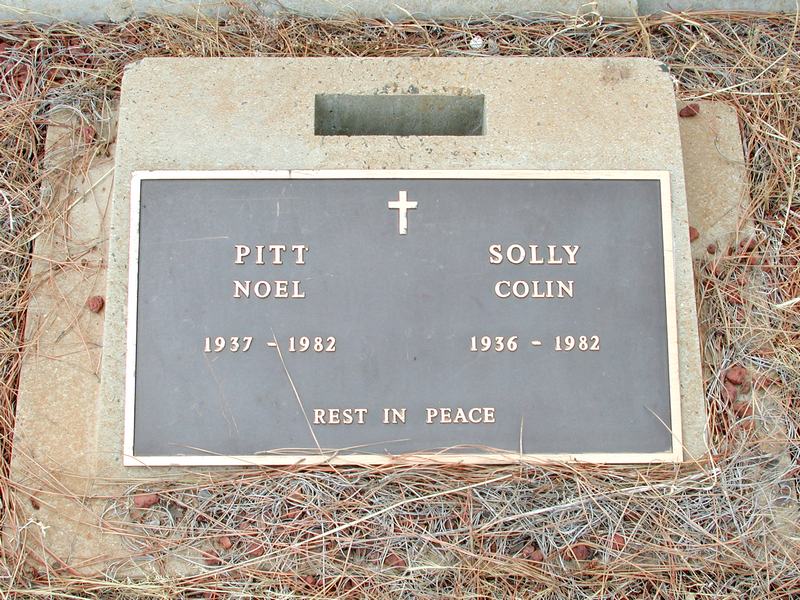 PITT SOLLY
NOEL COLIN
1937 - 1982 1936 - 1982
REST IN PEACE